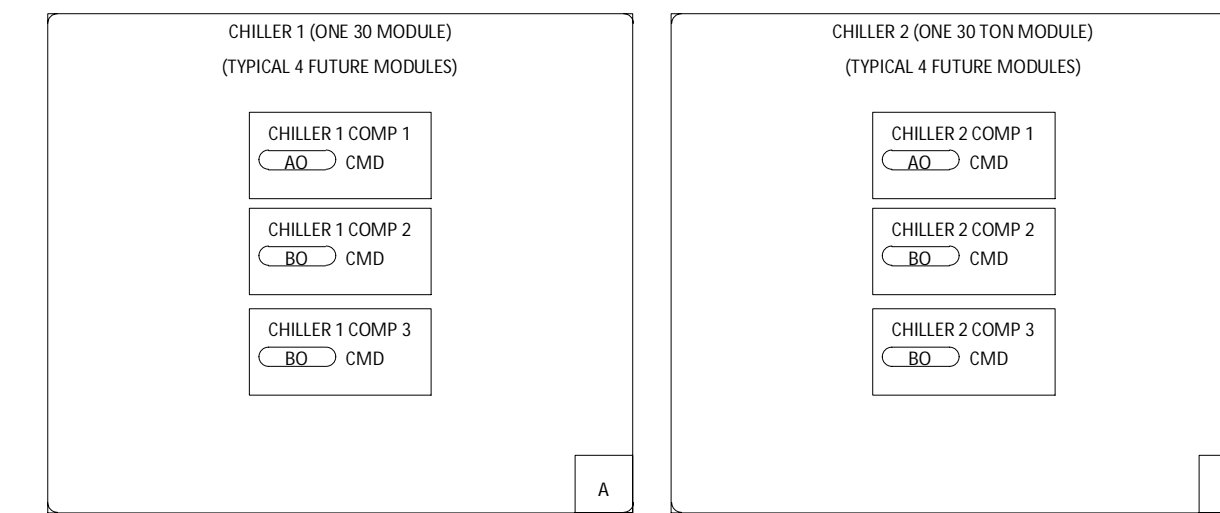 CHILLER 1 (ONE 30 MODULE)
(TYPICAL 4 FUTURE MODULES)
CHILLER 1 COMP 1
AO CMD
CHILLER 1 COMP 2
BO CMD
CHILLER 1 COMP 3
BO CMD
A
CHILLER 2 (ONE 30 TON MODULE)
(TYPICAL 4 FUTURE MODULES)
CHILLER 2 COMP 1
AO CMD
CHILLER 2 COMP 2
BO CMD
CHILLER 2 COMP 3
BO CMD